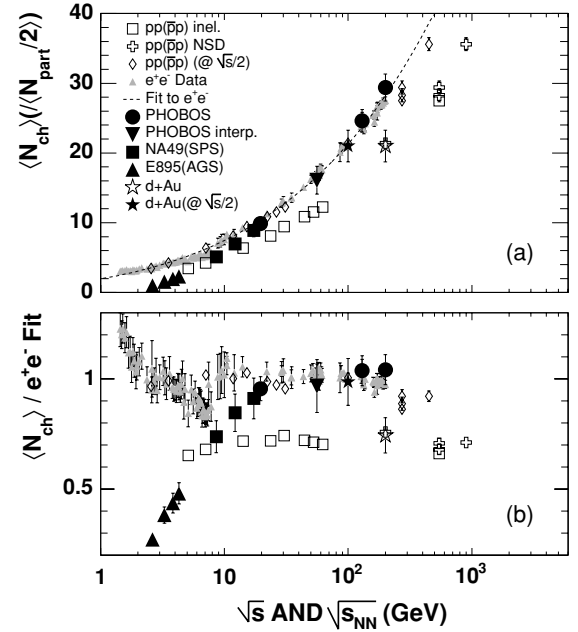 ⟨N_ch⟩(/⟨N_part/2⟩)
40
30
20
10
0
pp(p̄p) inel.
pp(p̄p) NSD
pp(p̄p) (@√s/2)
e⁺e⁻ Data
Fit to e⁺e⁻
PHOBOS
PHOBOS interp.
NA49(SPS)
E895(AGS)
d+Au
d+Au(@√s/2)
(a)
⟨N_ch⟩ / e⁺e⁻ Fit
1
0.5
(b)
1 10 10² 10³
√s AND √s_NN (GeV)